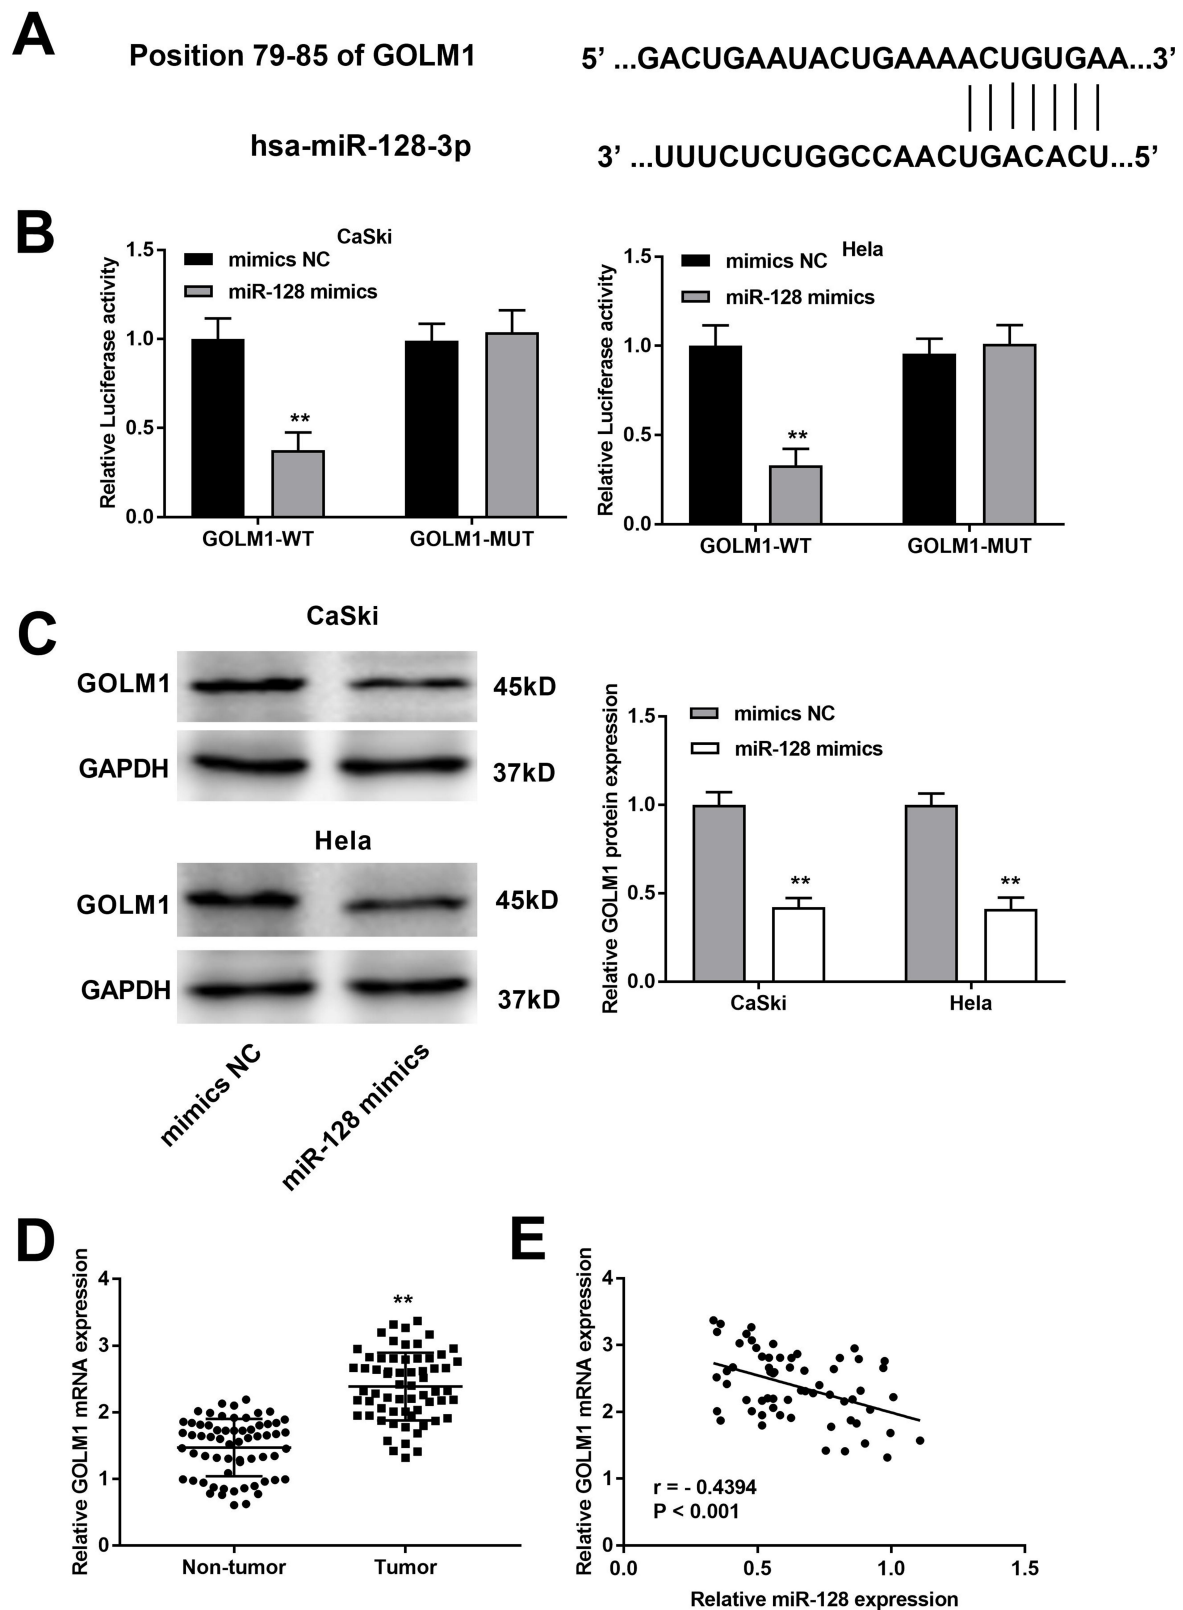 A
Position 79-85 of GOLM1
5’ ...GACUGAAUACUGAAAACUGUGAA...3’
hsa-miR-128-3p
3’ ...UUUCUCUGGCCAACUGACACU...5’
B
CaSki
mimics NC
miR-128 mimics
Relative Luciferase activity
1.5
1.0
0.5
0.0
**
GOLM1-WT
GOLM1-MUT
Hela
mimics NC
miR-128 mimics
Relative Luciferase activity
1.5
1.0
0.5
0.0
**
GOLM1-WT
GOLM1-MUT
C
CaSki
GOLM1
45kD
GAPDH
37kD
Hela
GOLM1
45kD
GAPDH
37kD
mimics NC
miR-128 mimics
mimics NC
miR-128 mimics
Relative GOLM1 protein expression
1.5
1.0
0.5
0.0
**
**
CaSki
Hela
D
Relative GOLM1 mRNA expression
4
3
2
1
0
**
Non-tumor
Tumor
E
Relative GOLM1 mRNA expression
4
3
2
1
0
r = - 0.4394
P < 0.001
0.0
0.5
1.0
1.5
Relative miR-128 expression